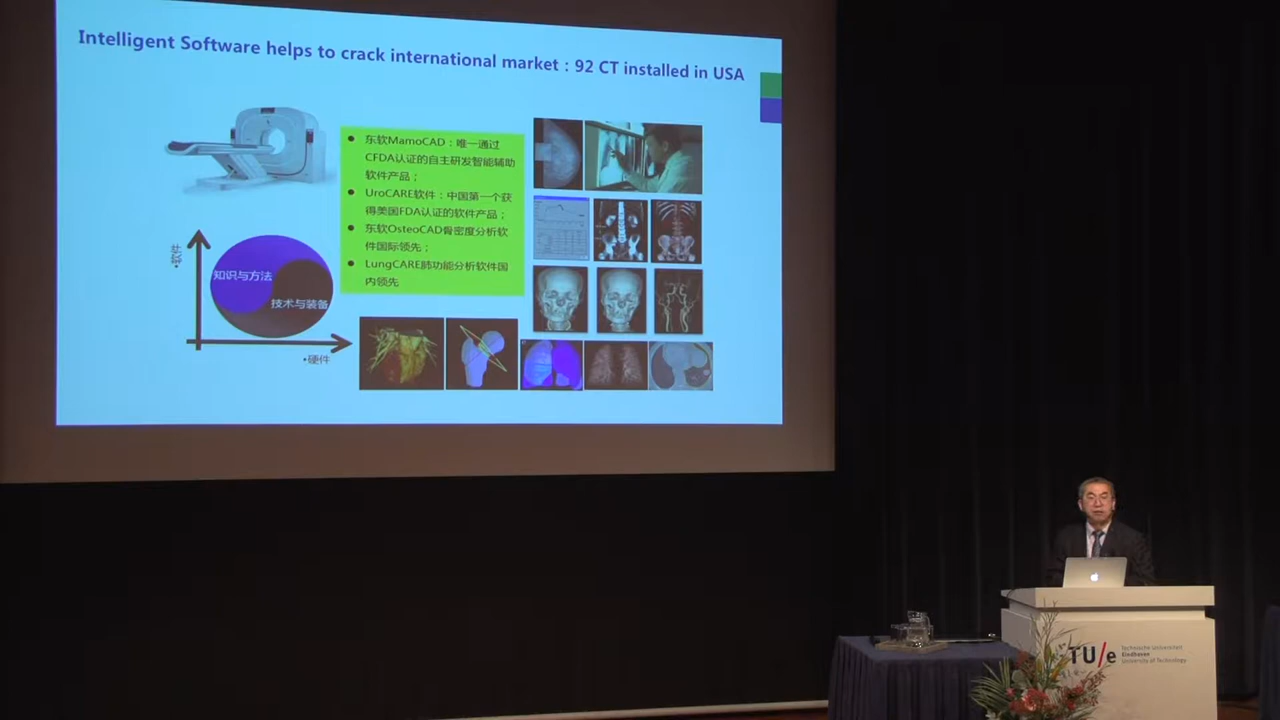 Intelligent Software helps to crack international market : 92 CT installed in USA
• 东软MamoCAD：唯一通过
CFDA认证的自主研发智能辅助
软件产品；
• UroCARE软件：中国第一个获
得美国FDA认证的软件产品；
• 东软OsteoCAD骨密度分析软
件国际领先；
• LungCARE肺功能分析软件国
内领先
•软件
知识与方法
技术与装备
•硬件
TU/e
Technische Universiteit
Eindhoven
University of Technology